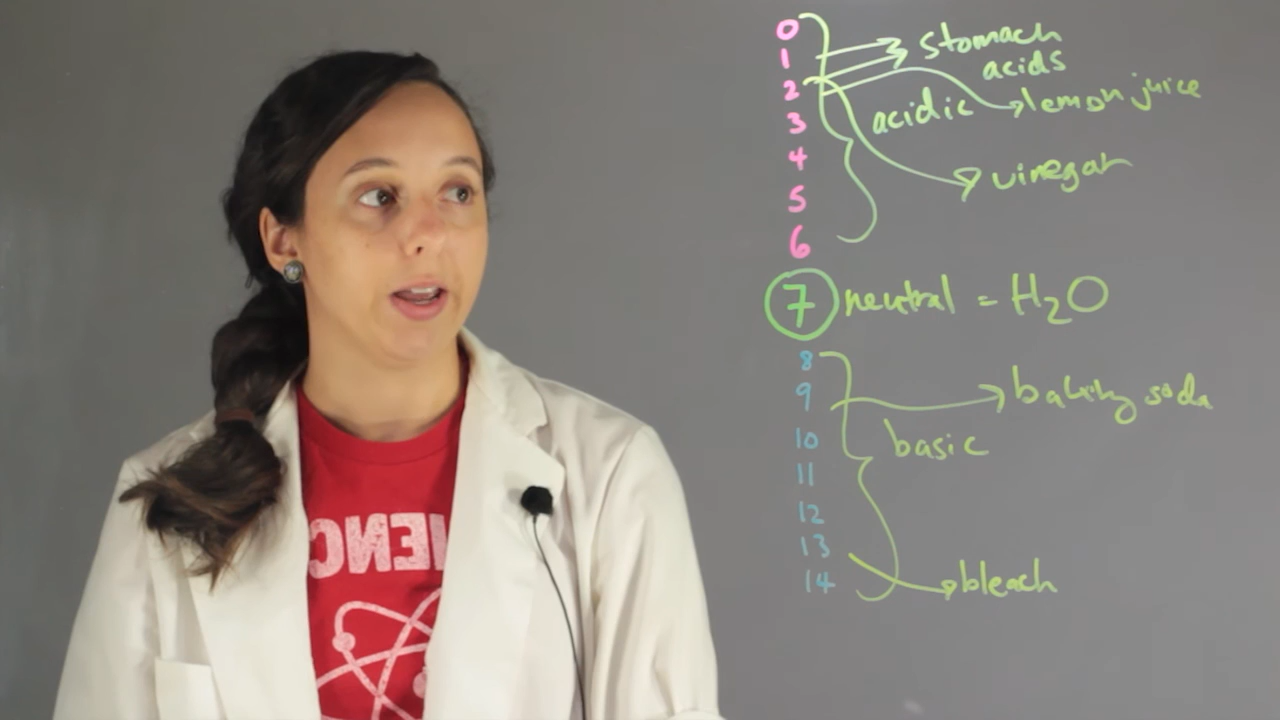 0
1
2
3
4
5
6
stomach
acids
acidic
lemon juice
vinegar
7 neutral = H₂O
8
9
10
11
12
13
14
baking soda
basic
bleach